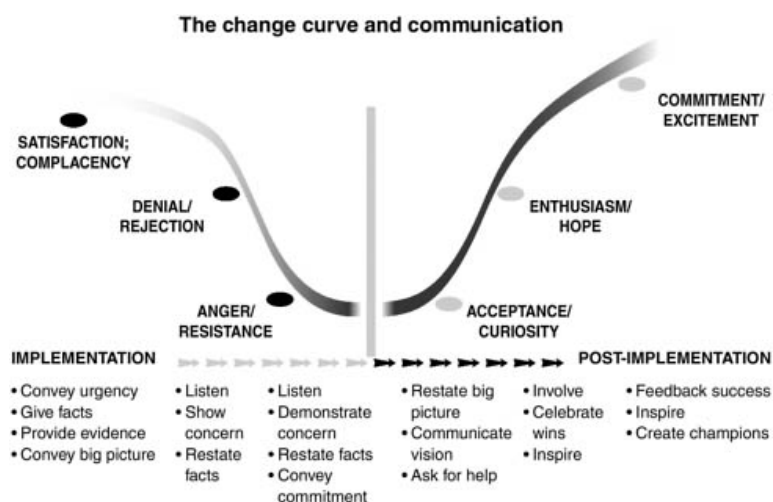 The change curve and communication
SATISFACTION;
COMPLACENCY
DENIAL/
REJECTION
ANGER/
RESISTANCE
COMMITMENT/
EXCITEMENT
ENTHUSIASM/
HOPE
ACCEPTANCE/
CURIOSITY
IMPLEMENTATION
POST-IMPLEMENTATION
• Convey urgency
• Give facts
• Provide evidence
• Convey big picture
• Listen
• Show
concern
• Restate
facts
• Listen
• Demonstrate
concern
• Restate facts
• Convey
commitment
• Restate big
picture
• Communicate
vision
• Ask for help
• Involve
• Celebrate
wins
• Inspire
• Feedback success
• Inspire
• Create champions